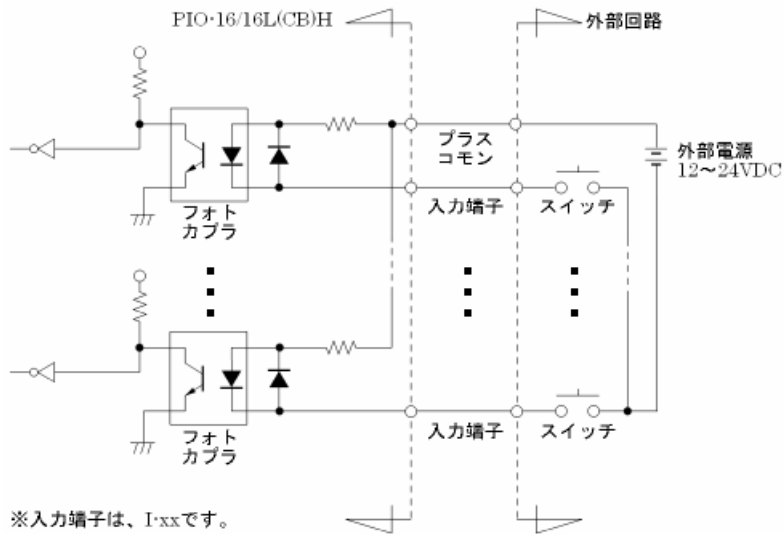 PIO-16/16L(CB)H
外部回路
プラス
コモン
外部電源
12～24VDC
入力端子
スイッチ
フォト
カプラ
入力端子
スイッチ
フォト
カプラ
※入力端子は、I-xxです。